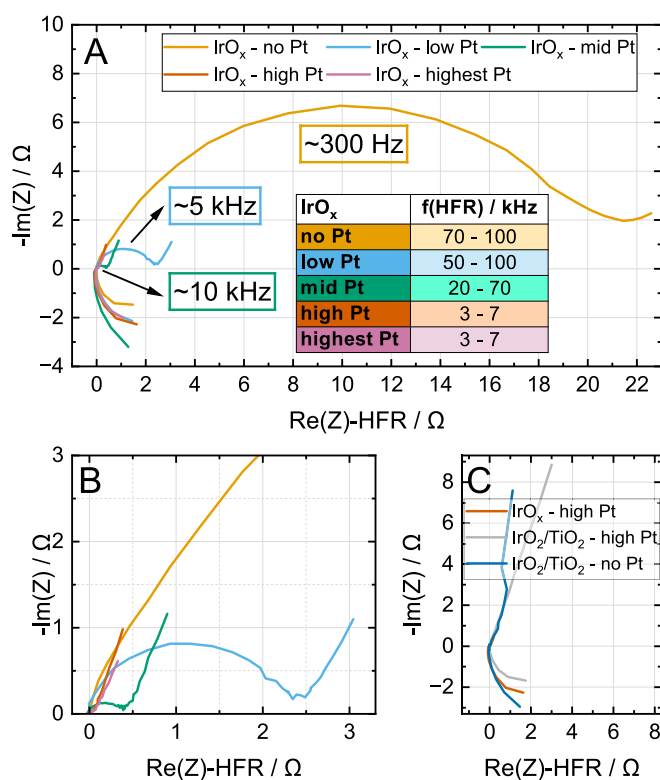 A
IrOₓ - no Pt IrOₓ - low Pt IrOₓ - mid Pt
IrOₓ - high Pt IrOₓ - highest Pt
10
8
6
4
2
0
−2
−4
-Im(Z) / Ω
~300 Hz
~5 kHz
~10 kHz
IrOₓ f(HFR) / kHz
no Pt 70 - 100
low Pt 50 - 100
mid Pt 20 - 70
high Pt 3 - 7
highest Pt 3 - 7
0 2 4 6 8 10 12 14 16 18 20 22
Re(Z)-HFR / Ω
B
3
2
1
0
-Im(Z) / Ω
0 1 2 3
Re(Z)-HFR / Ω
C
IrOₓ - high Pt
IrO₂/TiO₂ - high Pt
IrO₂/TiO₂ - no Pt
8
6
4
2
0
−2
-Im(Z) / Ω
0 2 4 6 8
Re(Z)-HFR / Ω